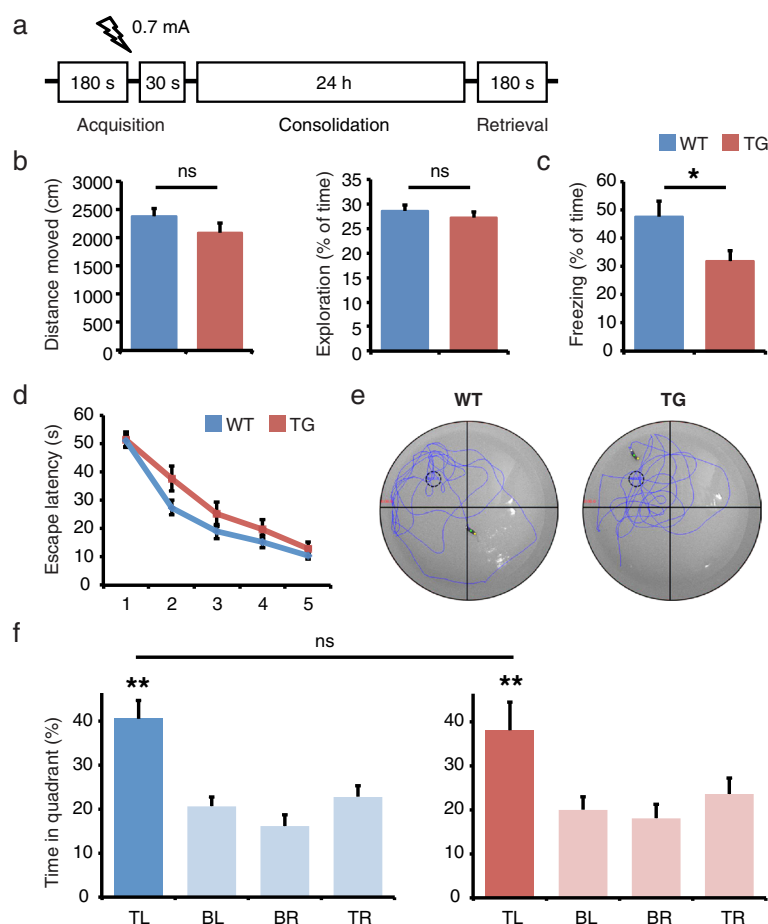 a
0.7 mA
180 s
30 s
24 h
180 s
Acquisition
Consolidation
Retrieval
WT
TG
b
ns
Distance moved (cm)
3000
2500
2000
1500
1000
500
0
ns
Exploration (% of time)
35
30
25
20
15
10
5
0
c
*
Freezing (% of time)
60
50
40
30
20
10
0
d
WT
TG
Escape latency (s)
60
50
40
30
20
10
0
1 2 3 4 5
e
WT
TG
f
ns
**
Time in quadrant (%)
40
30
20
10
0
TL BL BR TR
**
40
30
20
10
0
TL BL BR TR